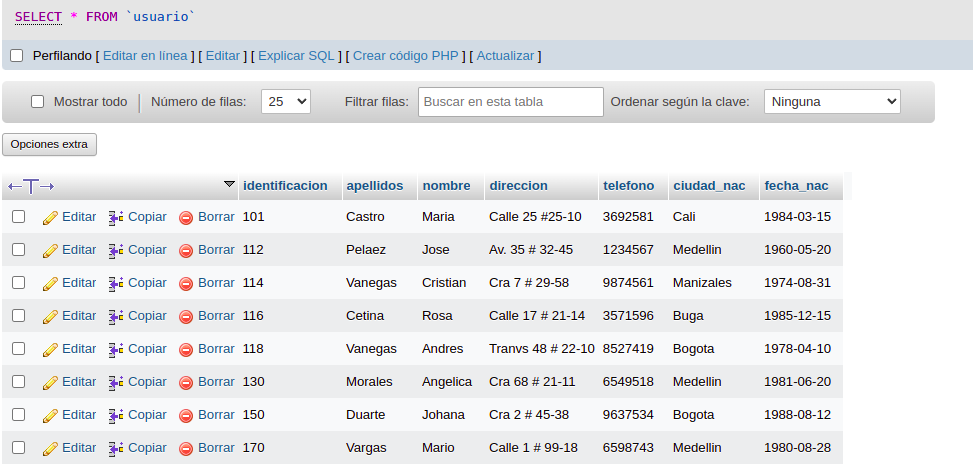 SELECT * FROM `usuario`
Perfilando [ Editar en línea ] [ Editar ] [ Explicar SQL ] [ Crear código PHP ] [ Actualizar ]
Mostrar todo Número de filas: 25 Filtrar filas: Buscar en esta tabla Ordenar según la clave: Ninguna
Opciones extra
←T→ identificacion apellidos nombre direccion telefono ciudad_nac fecha_nac
Editar Copiar Borrar 101 Castro Maria Calle 25 #25-10 3692581 Cali 1984-03-15
Editar Copiar Borrar 112 Pelaez Jose Av. 35 # 32-45 1234567 Medellin 1960-05-20
Editar Copiar Borrar 114 Vanegas Cristian Cra 7 # 29-58 9874561 Manizales 1974-08-31
Editar Copiar Borrar 116 Cetina Rosa Calle 17 # 21-14 3571596 Buga 1985-12-15
Editar Copiar Borrar 118 Vanegas Andres Tranvs 48 # 22-10 8527419 Bogota 1978-04-10
Editar Copiar Borrar 130 Morales Angelica Cra 68 # 21-11 6549518 Medellin 1981-06-20
Editar Copiar Borrar 150 Duarte Johana Cra 2 # 45-38 9637534 Bogota 1988-08-12
Editar Copiar Borrar 170 Vargas Mario Calle 1 # 99-18 6598743 Medellin 1980-08-28